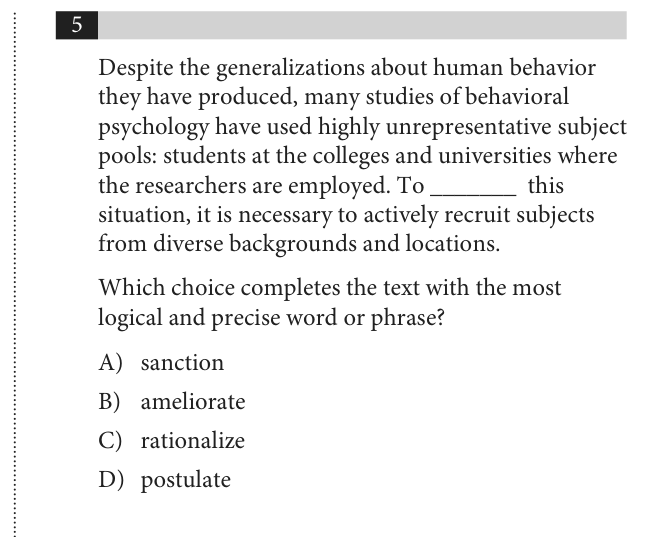 5
Despite the generalizations about human behavior
they have produced, many studies of behavioral
psychology have used highly unrepresentative subject
pools: students at the colleges and universities where
the researchers are employed. To _______ this
situation, it is necessary to actively recruit subjects
from diverse backgrounds and locations.
Which choice completes the text with the most
logical and precise word or phrase?
A) sanction
B) ameliorate
C) rationalize
D) postulate